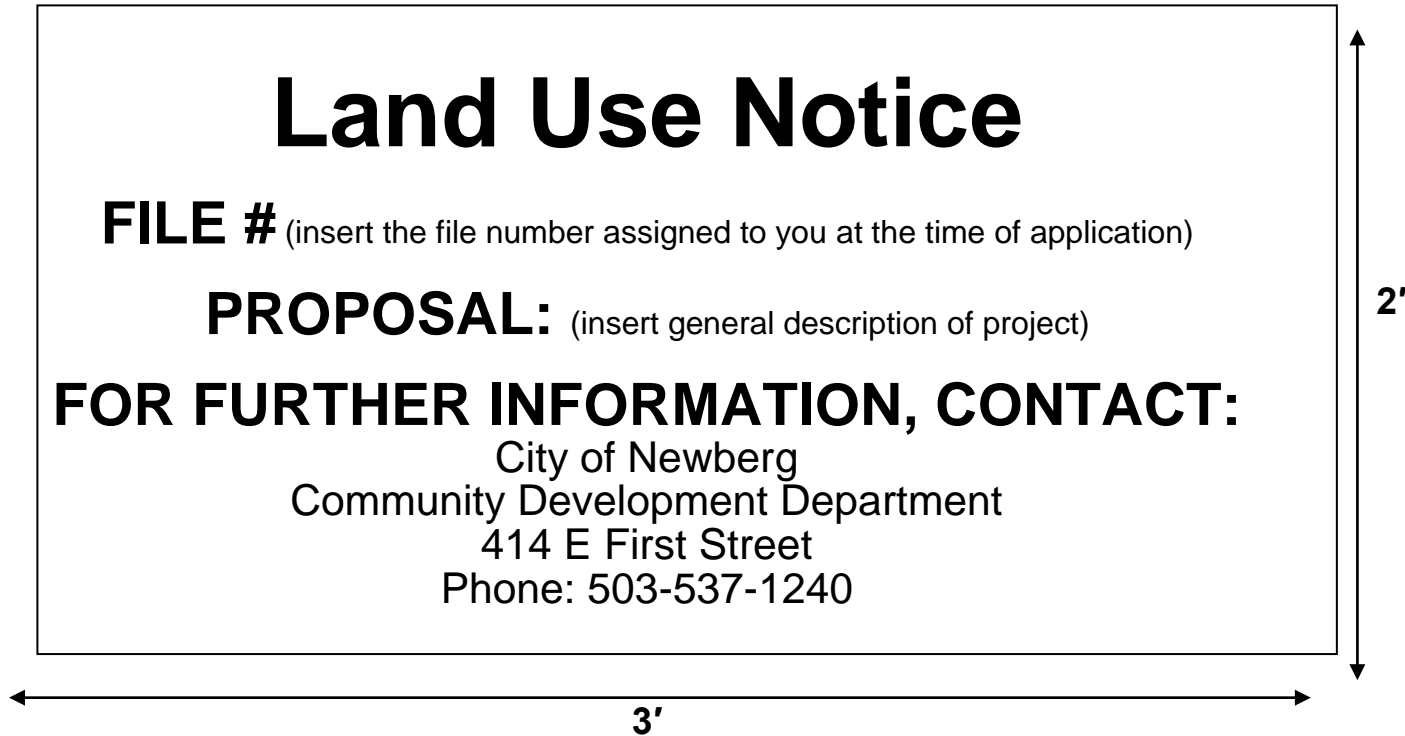 Land Use Notice
FILE # (insert the file number assigned to you at the time of application)
PROPOSAL: (insert general description of project)
FOR FURTHER INFORMATION, CONTACT:
City of Newberg
Community Development Department
414 E First Street
Phone: 503-537-1240
2′
3′